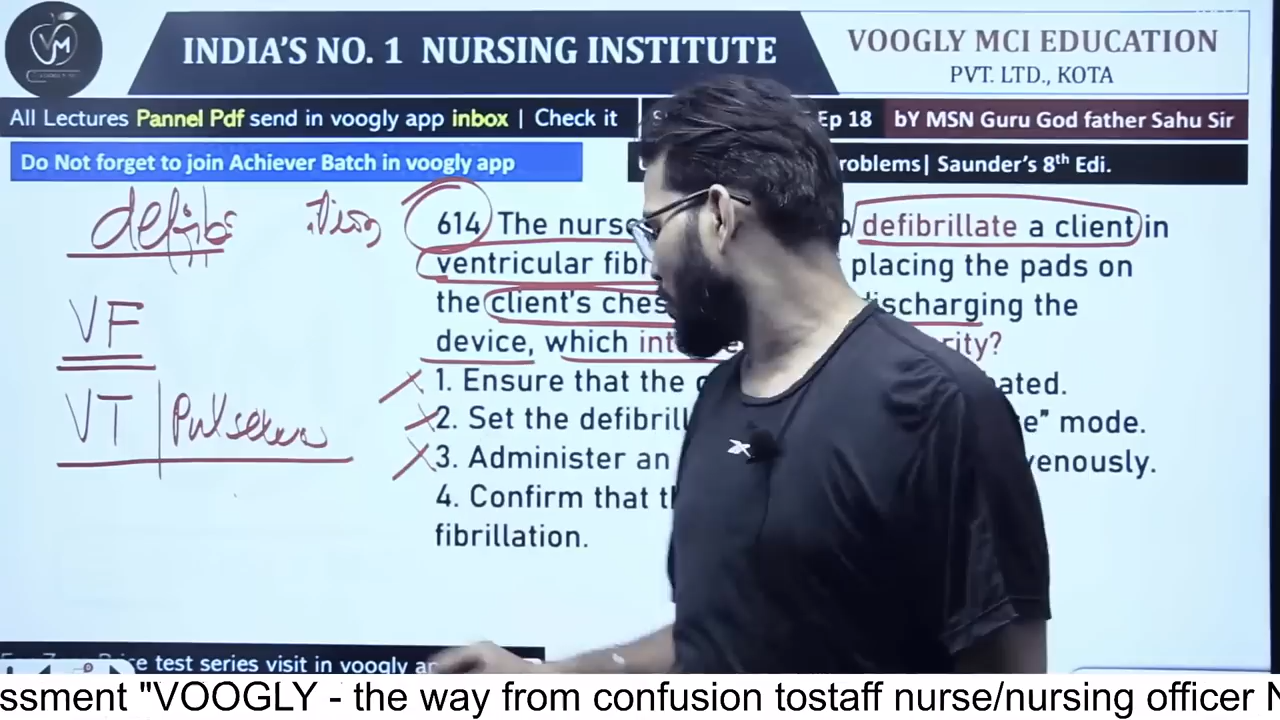 VM
INDIA'S NO. 1 NURSING INSTITUTE
VOOGLY MCI EDUCATION
PVT. LTD., KOTA
All Lectures Pannel Pdf send in voogly app inbox | Check it
Ep 18
bY MSN Guru God father Sahu Sir
Do Not forget to join Achiever Batch in voogly app
roblems| Saunder's 8th Edi.
defib
614 The nurse defibrillate a client in
ventricular fibr placing the pads on
the client's ches discharging the
device, which int rity?
1. Ensure that the ated.
2. Set the defibrill e" mode.
3. Administer an venously.
4. Confirm that t
fibrillation.
VF
VT
ce test series visit in voogly
ssment "VOOGLY - the way from confusion tostaff nurse/nursing officer N